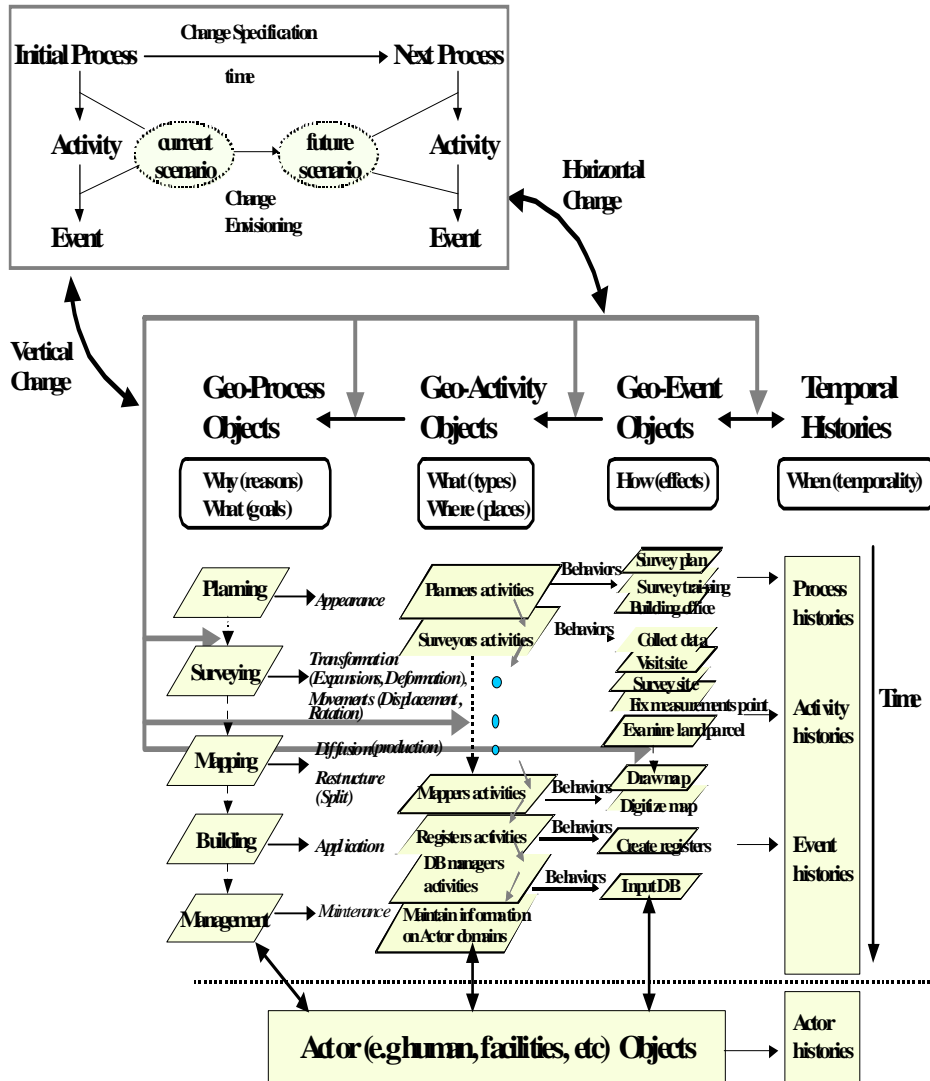 Change Specification
Initial Process
Next Process
time
Activity
current
scenario
future
scenario
Activity
Change
Envisioning
Event
Event
Horizontal
Change
Vertical
Change
Geo-Process
Objects
Geo-Activity
Objects
Geo-Event
Objects
Temporal
Histories
Why (reasons)
What (goals)
What (types)
Where (places)
How (effects)
When (temporality)
Planning
Appearance
Planners activities
Behaviors
Survey plan
Survey training
Building office
Process
histories
Surveyors activities
Behaviors
Collect data
Visit site
Survey site
Fix measurements point
Examine land parcel
Surveying
Transformation
(Expansions, Deformation),
Movements (Displacement,
Rotation)
Time
Activity
histories
Mapping
Diffusion (production)
Restructure
(Split)
Mappers activities
Behaviors
Draw map
Digitize map
Building
Application
Registers activities
Behaviors
Create registers
Event
histories
DB managers
activities
Behaviors
Input DB
Management
Maintenance
Maintain information
on Actor domains
Actor (e.g human, facilities, etc) Objects
Actor
histories